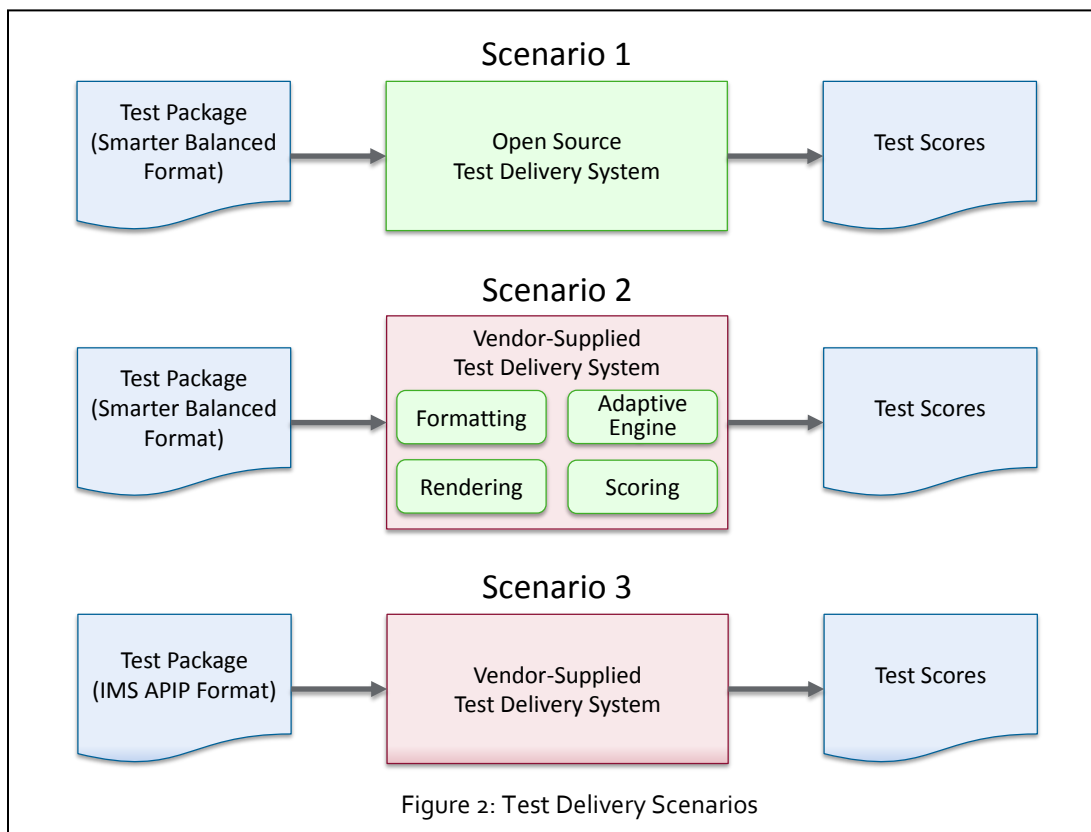 Scenario 1
Test Package
(Smarter Balanced
Format)
Open Source
Test Delivery System
Test Scores
Scenario 2
Test Package
(Smarter Balanced
Format)
Vendor-Supplied
Test Delivery System
Formatting
Adaptive
Engine
Rendering
Scoring
Test Scores
Scenario 3
Test Package
(IMS APIP Format)
Vendor-Supplied
Test Delivery System
Test Scores
Figure 2: Test Delivery Scenarios